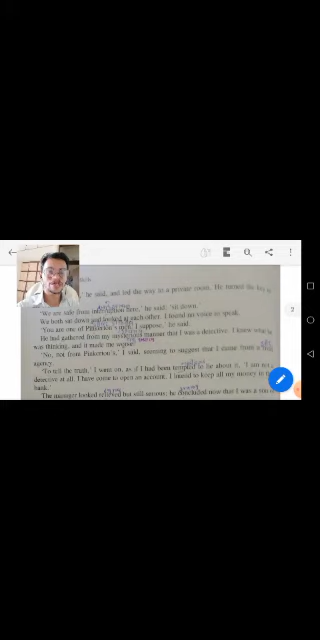 he said, and led the way to a private room. He turned the key in
'We are safe from interruption here,' he said; 'sit down.'
We both sat down and looked at each other. I found no voice to speak.
'You are one of Pinkerton's men, I suppose,' he said.
He had gathered from my mysterious manner that I was a detective. I knew what he
was thinking, and it made me worse.
'No, not from Pinkerton's,' I said, seeming to suggest that I came from a rival
agency.
'To tell the truth,' I went on, as if I had been tempted to lie about it, 'I am not a
detective at all. I have come to open an account. I intend to keep all my money in this
bank.'
The manager looked relieved but still serious; he concluded now that I was a son of
2